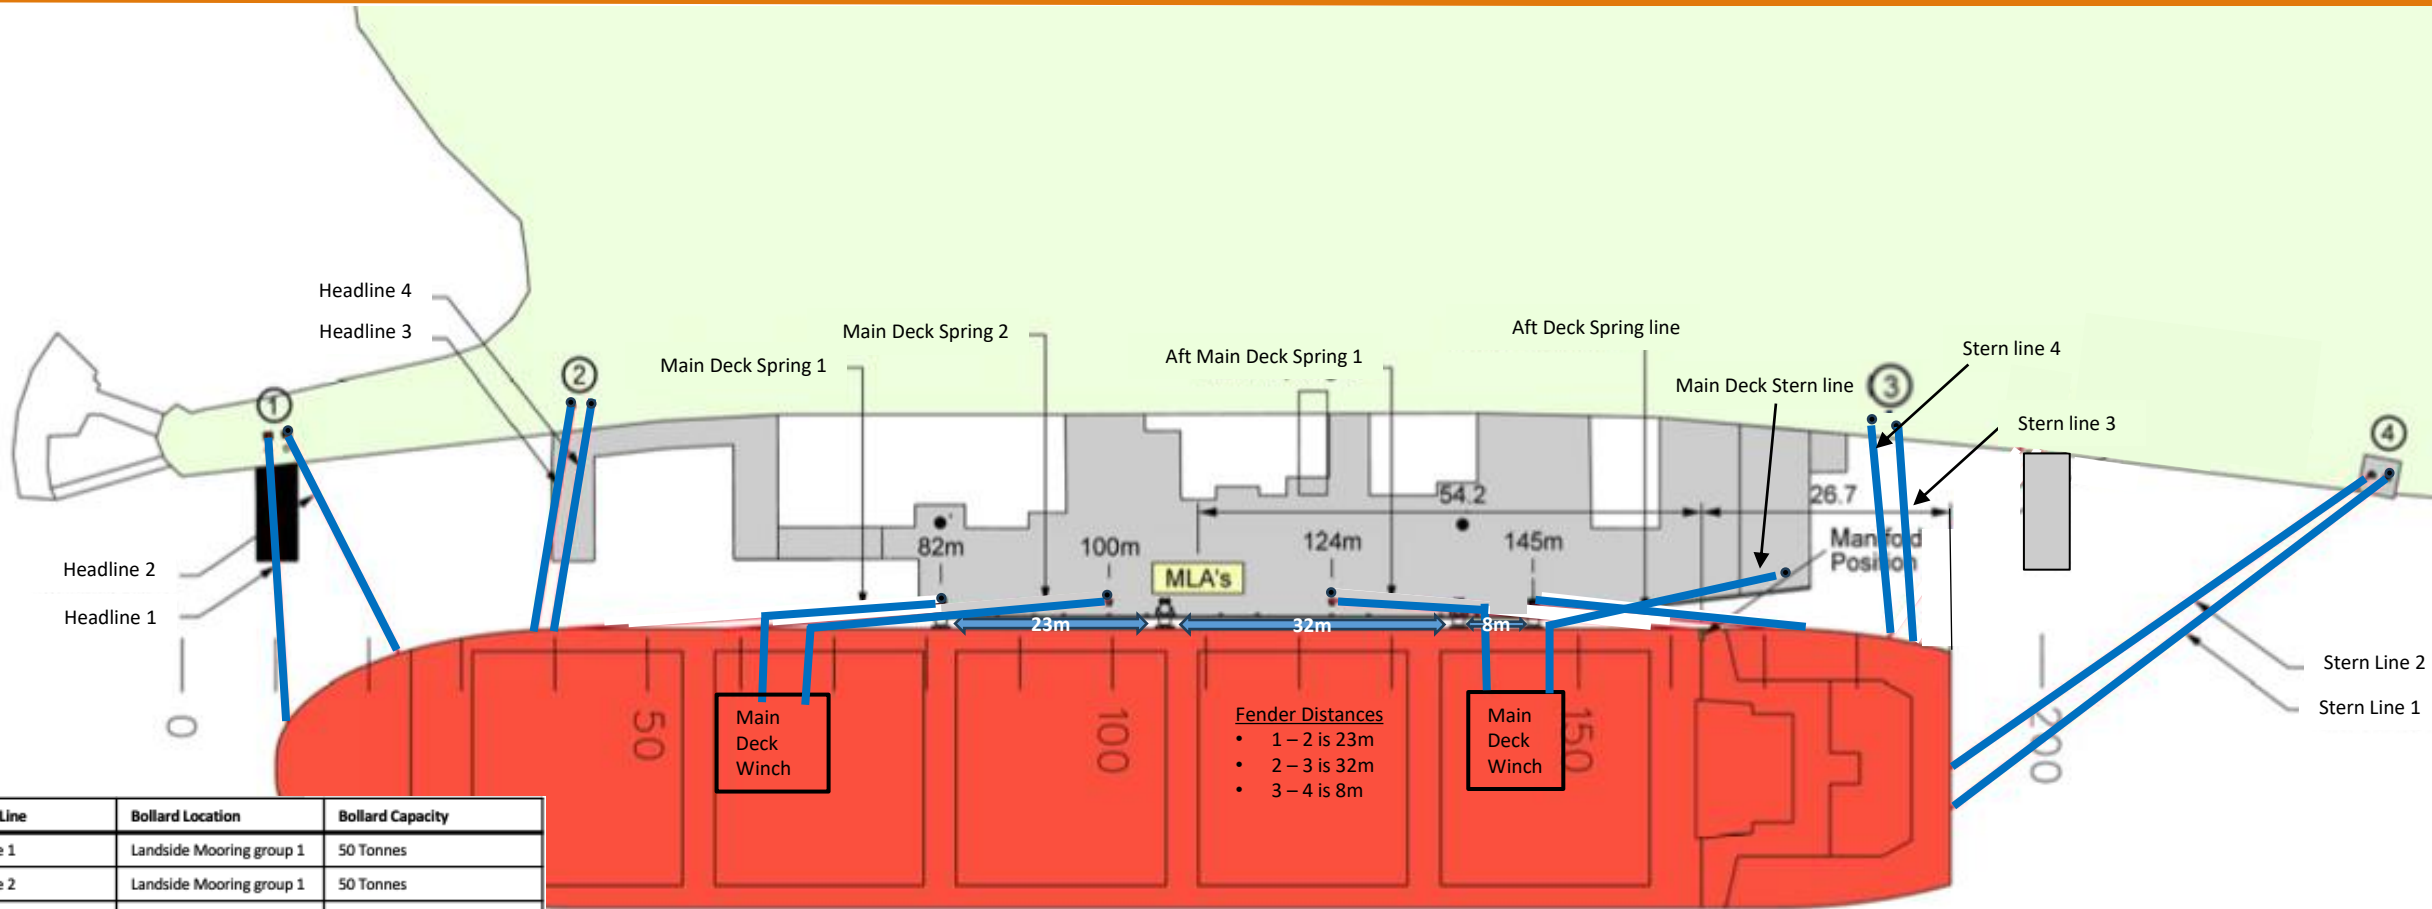 Headline 4
Headline 3
Main Deck Spring 2
Main Deck Spring 1
Aft Main Deck Spring 1
Aft Deck Spring line
Stern line 4
Main Deck Stern line
Stern line 3
1
2
3
4
54.2
26.7
Manifold
Position
82m
100m
124m
145m
MLA's
Headline 2
Headline 1
23m
32m
8m
Stern Line 2
Stern Line 1
0
50
100
150
200
Main
Deck
Winch
Fender Distances
• 1 – 2 is 23m
• 2 – 3 is 32m
• 3 – 4 is 8m
Main
Deck
Winch
Line Bollard Location Bollard Capacity
e 1 Landside Mooring group 1 50 Tonnes
e 2 Landside Mooring group 1 50 Tonnes